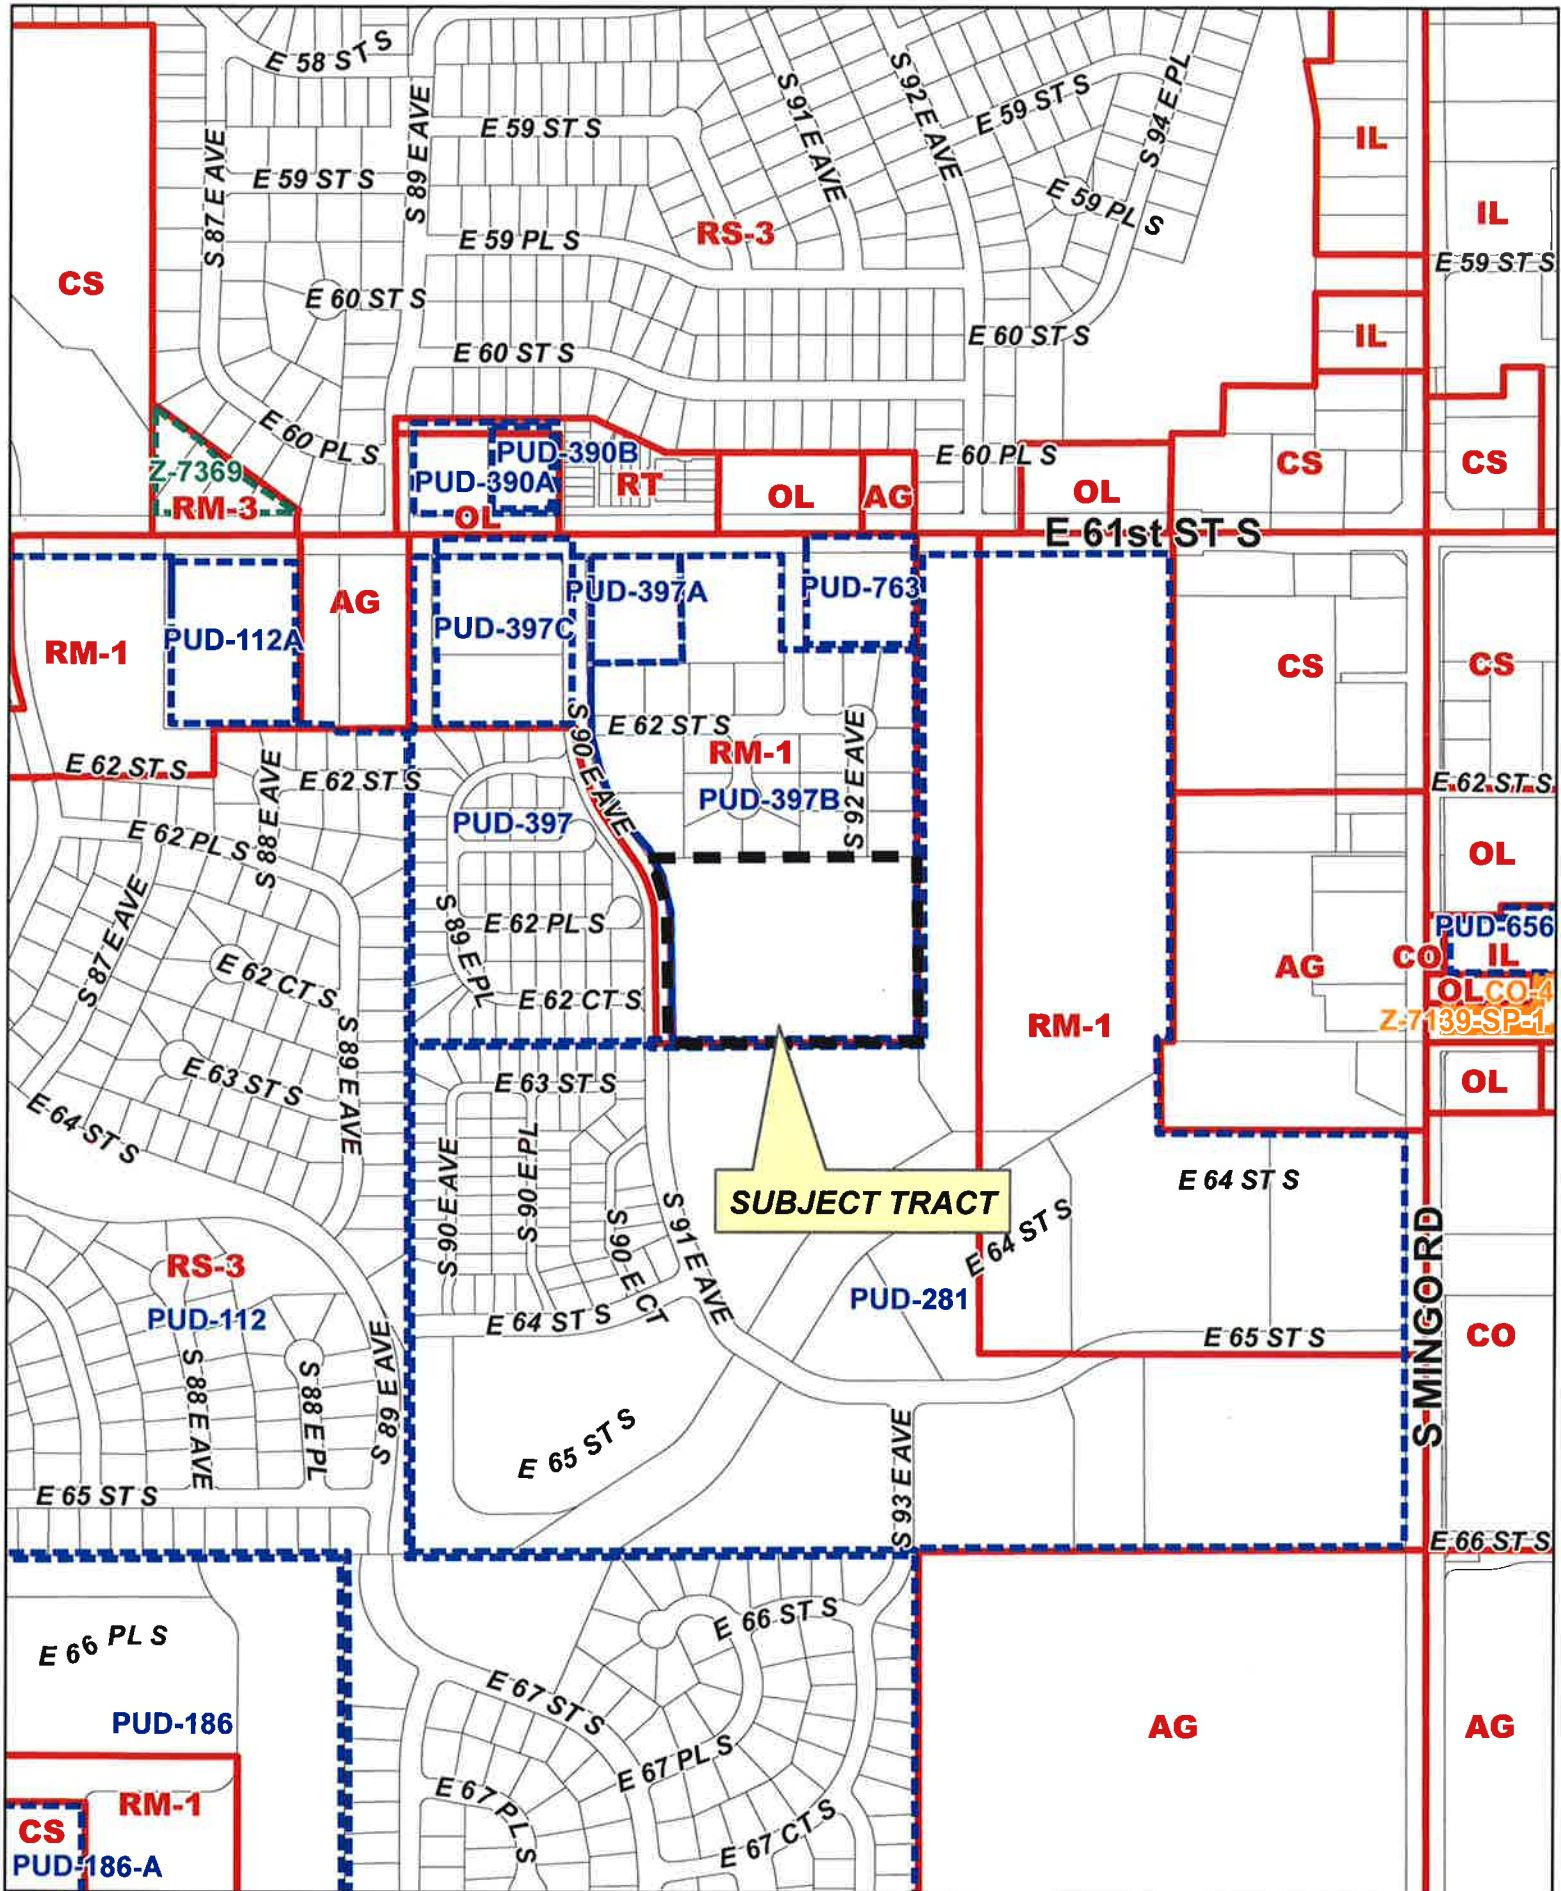 E 58 ST S
S 87 E AVE
S 89 E AVE
E 59 ST S
E 59 ST S
S 91 E AVE
S 92 E AVE
E 59 ST S
S 94 E PL
E 59 PL S
IL
IL
E 59 ST S
CS
RS-3
E 59 PL S
E 60 ST S
E 60 ST S
E 60 ST S
IL
E 60 PL S
Z-7369
RM-3
PUD-390B
PUD-390A
OL
RT
OL
AG
E 60 PL S
OL
CS
CS
E 61st ST S
RM-1
PUD-112A
AG
PUD-397C
PUD-397A
PUD-763
CS
CS
E 62 ST S
S 88 E AVE
E 62 ST S
S 90 E AVE
E 62 ST S
RM-1
PUD-397B
S 92 E AVE
E 62 ST S
E 62 PL S
PUD-397
OL
S 87 E AVE
S 89 E PL
E 62 PL S
E 62 CT S
E 62 CT S
PUD-656
CO
IL
AG
OL
CO-4
Z-7139-SP-1
RM-1
S 89 E AVE
E 63 ST S
E 63 ST S
OL
E 64 ST S
S 90 E AVE
S 90 E PL
S 90 E CT
S 91 E AVE
SUBJECT TRACT
E 64 ST S
E 64 ST S
S MINGO RD
RS-3
PUD-112
PUD-281
E 64 ST S
E 65 ST S
CO
S 88 E AVE
S 88 E PL
S 89 E AVE
E 65 ST S
S 93 E AVE
E 65 ST S
E 66 ST S
E 66 PL S
E 66 ST S
PUD-186
E 67 ST S
E 67 PL S
AG
AG
RM-1
CS
PUD-186-A
E 67 PL S
E 67 CT S